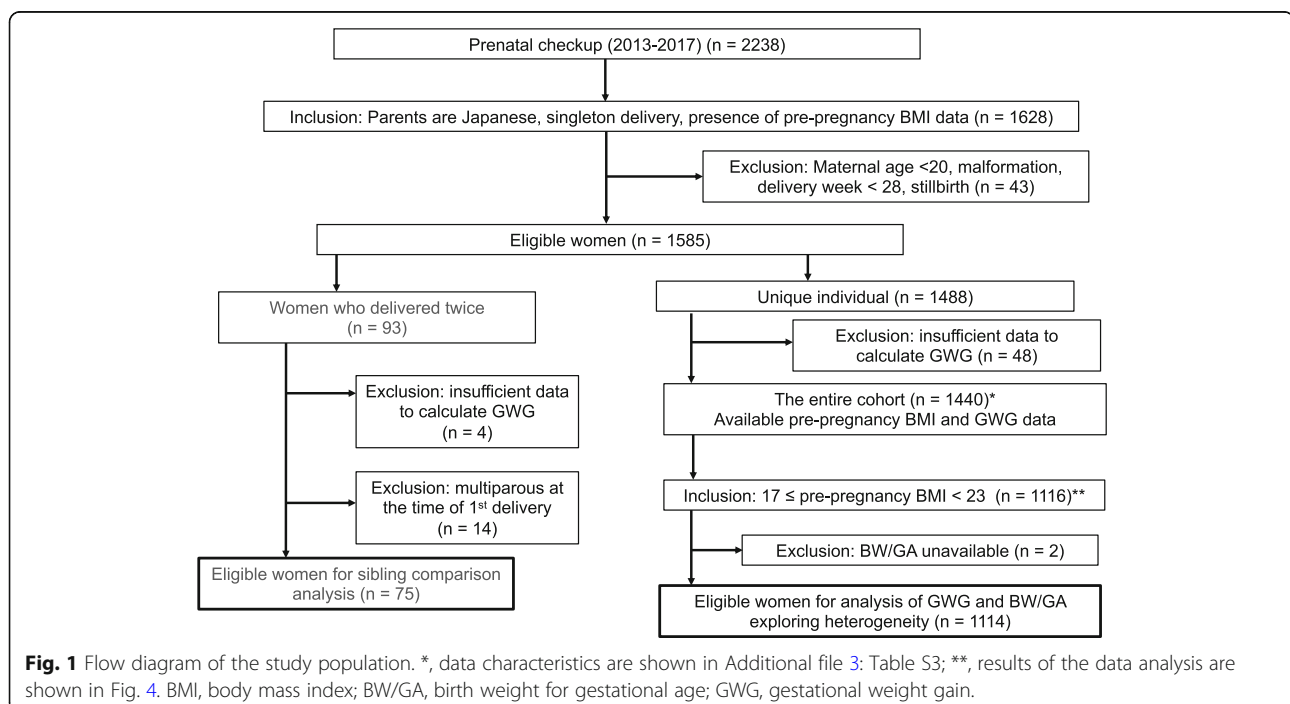 Prenatal checkup (2013-2017) (n = 2238)
Inclusion: Parents are Japanese, singleton delivery, presence of pre-pregnancy BMI data (n = 1628)
Exclusion: Maternal age <20, malformation,
delivery week < 28, stillbirth (n = 43)
Eligible women (n = 1585)
Women who delivered twice
(n = 93)
Exclusion: insufficient data
to calculate GWG
(n = 4)
Exclusion: multiparous at
the time of 1st delivery
(n = 14)
Eligible women for sibling comparison
analysis (n = 75)
Unique individual (n = 1488)
Exclusion: insufficient data to
calculate GWG (n = 48)
The entire cohort (n = 1440)*
Available pre-pregnancy BMI and GWG data
Inclusion: 17 ≤ pre-pregnancy BMI < 23 (n = 1116)**
Exclusion: BW/GA unavailable (n = 2)
Eligible women for analysis of GWG and BW/GA
exploring heterogeneity (n = 1114)
Fig. 1 Flow diagram of the study population. *, data characteristics are shown in Additional file 3: Table S3; **, results of the data analysis are
shown in Fig. 4. BMI, body mass index; BW/GA, birth weight for gestational age; GWG, gestational weight gain.